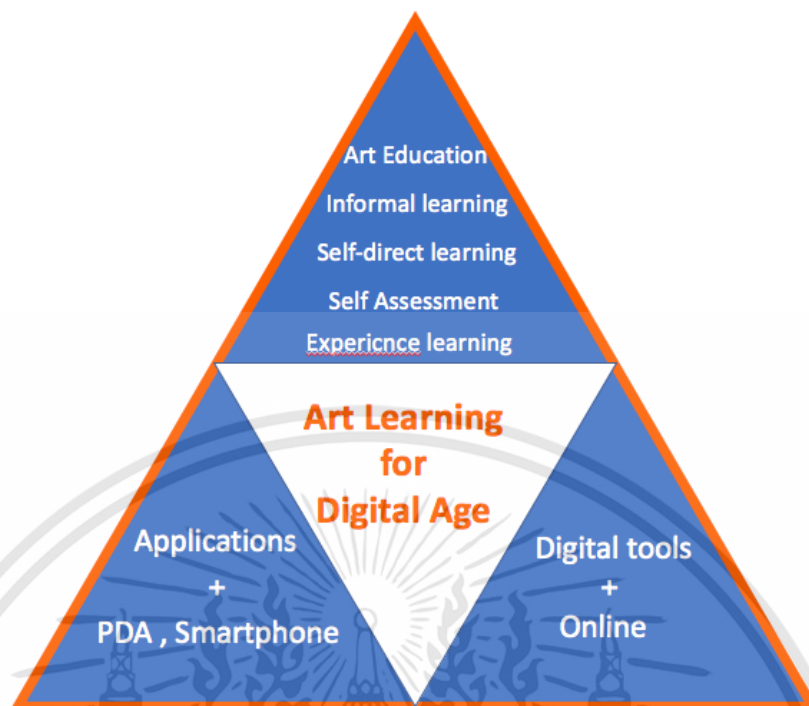 Art Education
Informal learning
Self-direct learning
Self Assessment
Expericnce learning
Art Learning
for
Digital Age
Applications
+
PDA , Smartphone
Digital tools
+
Online